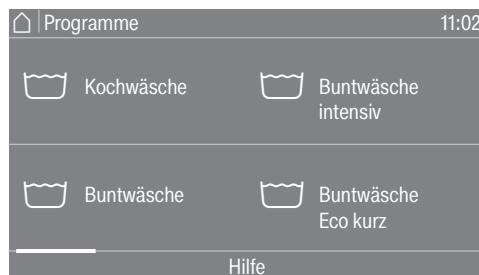 Programme 11:02
Kochwäsche
Buntwäsche
intensiv
Buntwäsche
Buntwäsche
Eco kurz
Hilfe